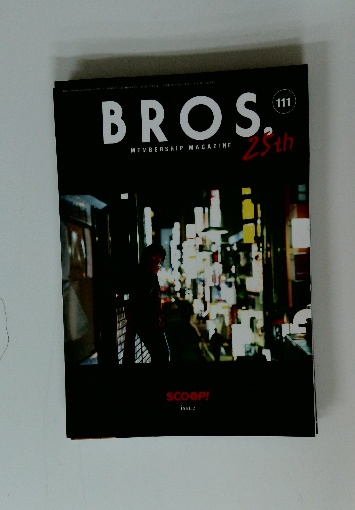 BROS.
111
MEMBERSHIP MAGAZINE
25th
SCOOP!